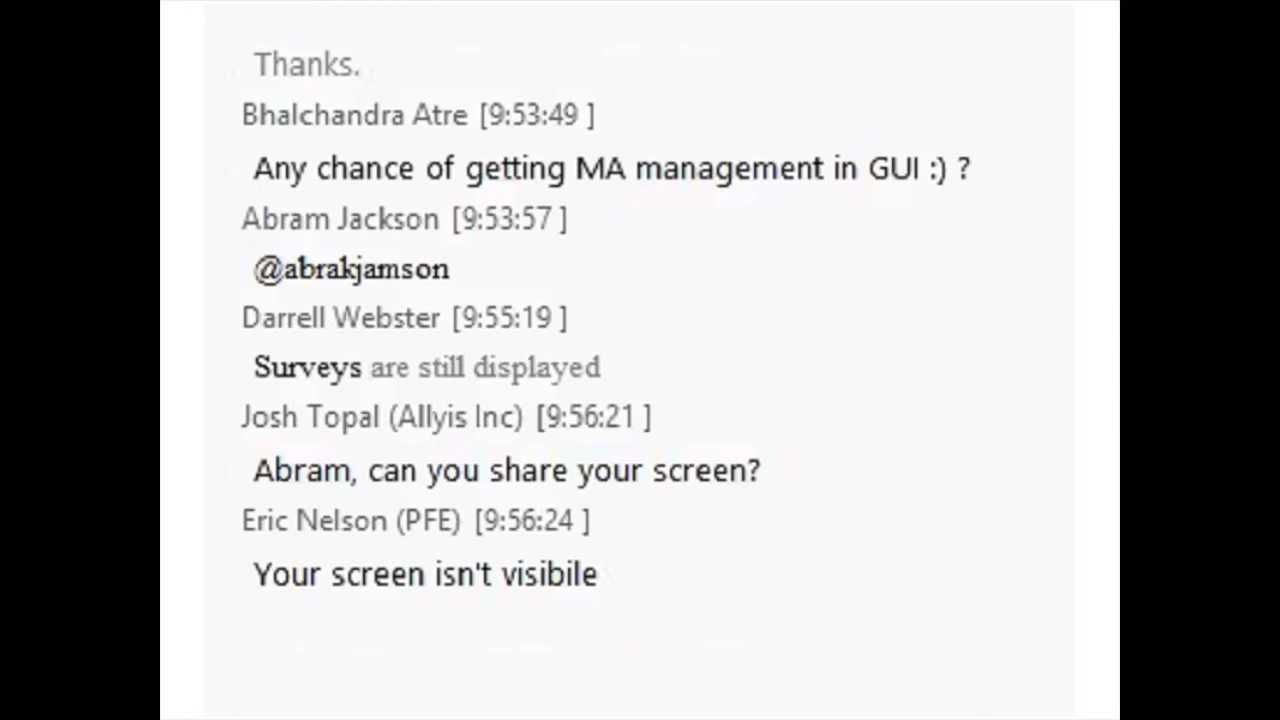 Thanks.
Bhalchandra Atre [9:53:49 ]
Any chance of getting MA management in GUI :) ?
Abram Jackson [9:53:57 ]
@abrakjamson
Darrell Webster [9:55:19 ]
Surveys are still displayed
Josh Topal (Allyis Inc) [9:56:21 ]
Abram, can you share your screen?
Eric Nelson (PFE) [9:56:24 ]
Your screen isn't visibile